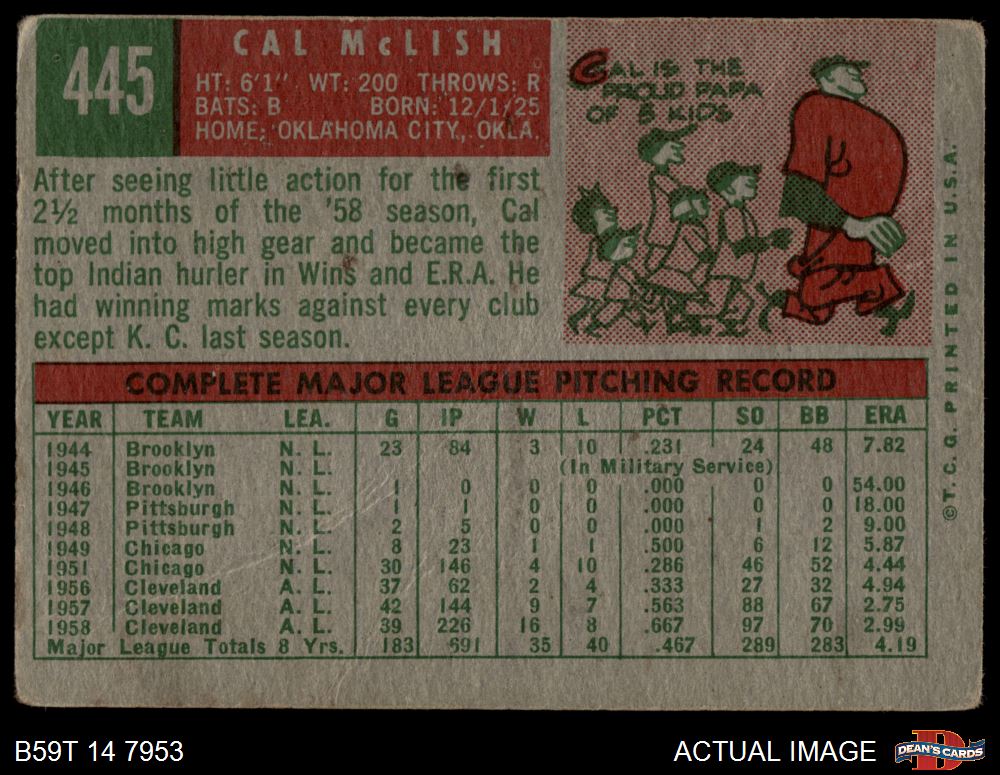 445
CAL McLISH
HT: 6'1" WT: 200 THROWS: R
BATS: B BORN: 12/1/25
HOME: OKLAHOMA CITY, OKLA.
CAL IS THE
PROUD PAPA
OF 5 KIDS
After seeing little action for the first
2½ months of the '58 season, Cal
moved into high gear and became the
top Indian hurler in Wins and E.R.A. He
had winning marks against every club
except K. C. last season.
COMPLETE MAJOR LEAGUE PITCHING RECORD
YEAR TEAM LEA. G IP W L PCT SO BB ERA
1944 Brooklyn N. L. 23 84 3 10 .231 24 48 7.82
1945 Brooklyn N. L. (In Military Service)
1946 Brooklyn N. L. 1 0 0 0 .000 0 0 54.00
1947 Pittsburgh N. L. 1 1 0 0 .000 0 0 18.00
1948 Pittsburgh N. L. 2 5 0 0 .000 1 2 9.00
1949 Chicago N. L. 8 23 1 1 .500 6 12 5.87
1951 Chicago N. L. 30 146 4 10 .286 46 52 4.44
1956 Cleveland A. L. 37 62 2 4 .333 27 32 4.94
1957 Cleveland A. L. 42 144 9 7 .563 88 67 2.75
1958 Cleveland A. L. 39 226 16 8 .667 97 70 2.99
Major League Totals 8 Yrs. 183 691 35 40 .467 289 283 4.19
©T. C. G. PRINTED IN U.S.A.
B59T 14 7953
ACTUAL IMAGE
DEAN'S CARDS